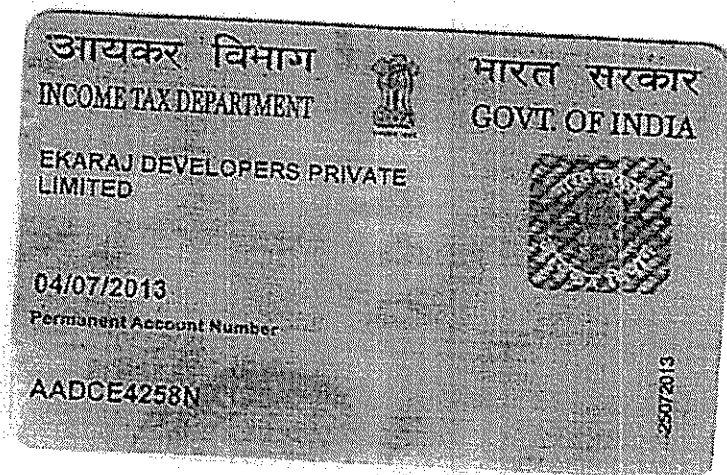 आयकर विभाग
INCOME TAX DEPARTMENT
भारत सरकार
GOVT. OF INDIA
EKARAJ DEVELOPERS PRIVATE
LIMITED
04/07/2013
Permanent Account Number
AADCE4258N
25072013